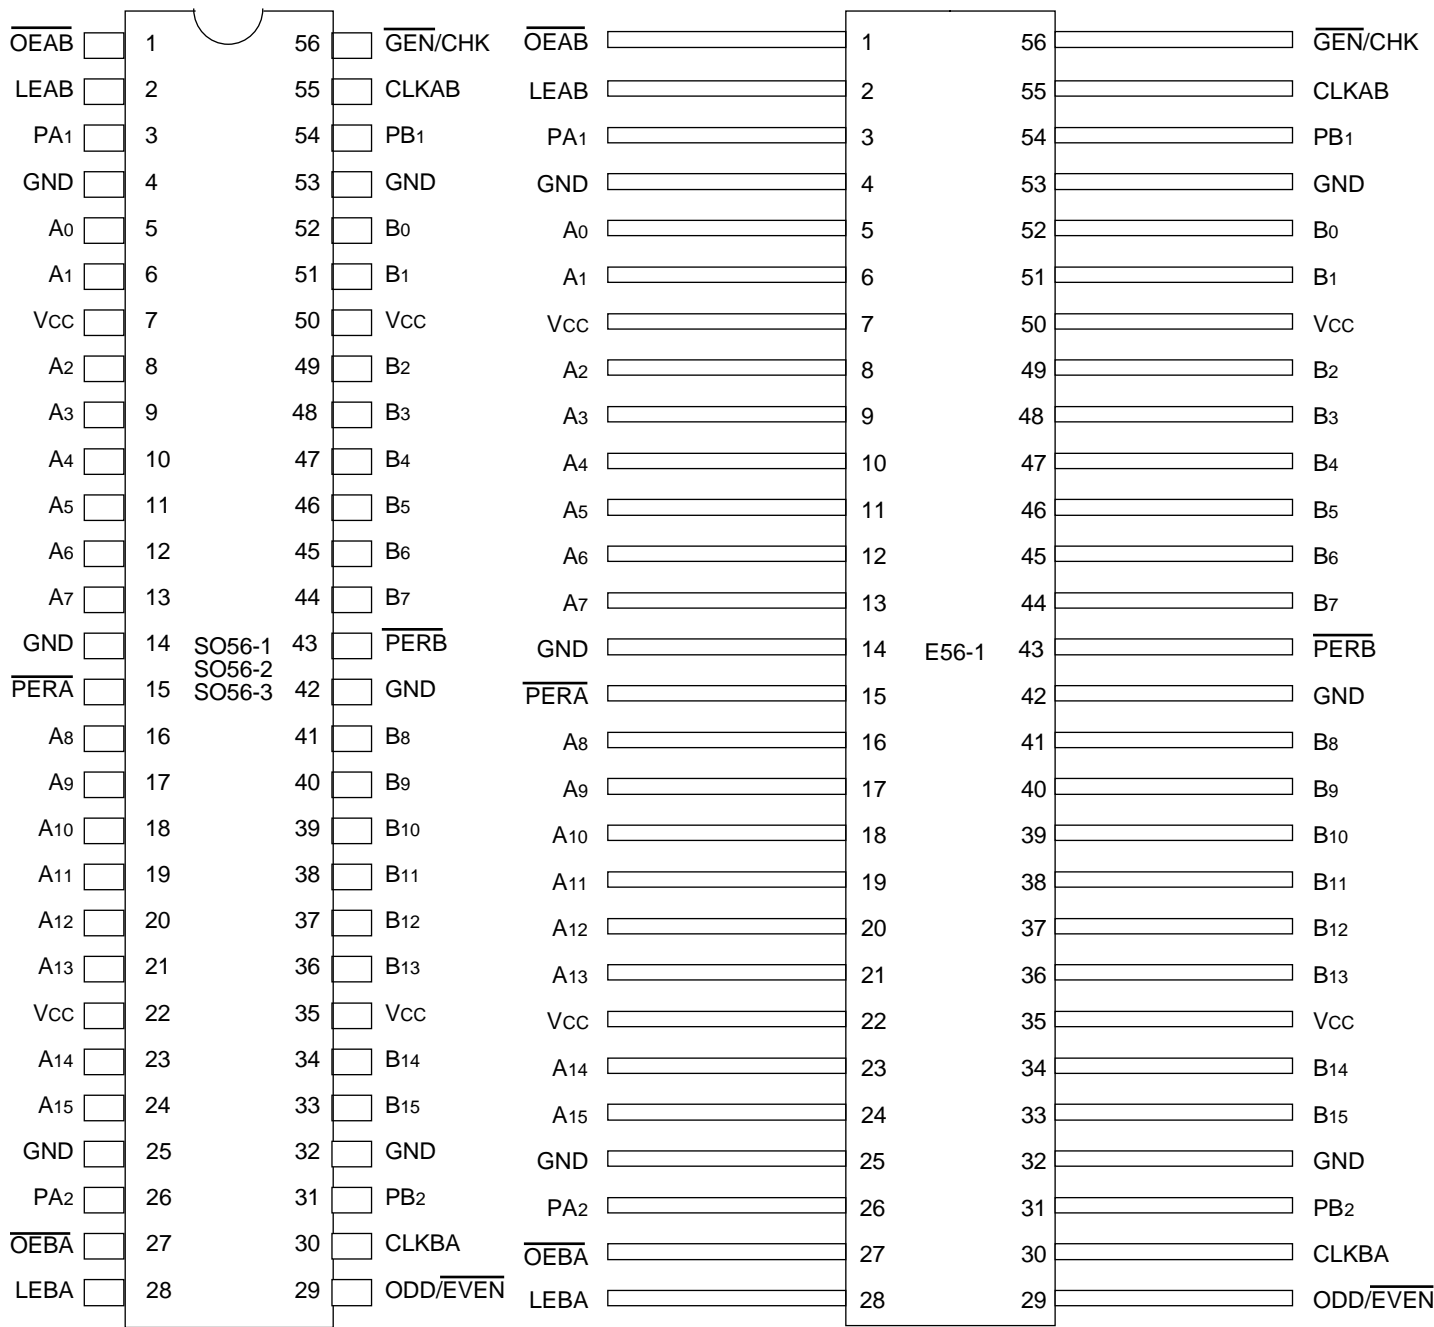 OEAB 1 56 GEN/CHK
LEAB 2 55 CLKAB
PA1 3 54 PB1
GND 4 53 GND
A0 5 52 B0
A1 6 51 B1
VCC 7 50 VCC
A2 8 49 B2
A3 9 48 B3
A4 10 47 B4
A5 11 46 B5
A6 12 45 B6
A7 13 44 B7
GND 14 SO56-1 43 PERB
SO56-2
PERA 15 SO56-3 42 GND
A8 16 41 B8
A9 17 40 B9
A10 18 39 B10
A11 19 38 B11
A12 20 37 B12
A13 21 36 B13
VCC 22 35 VCC
A14 23 34 B14
A15 24 33 B15
GND 25 32 GND
PA2 26 31 PB2
OEBA 27 30 CLKBA
LEBA 28 29 ODD/EVEN
OEAB 1 56 GEN/CHK
LEAB 2 55 CLKAB
PA1 3 54 PB1
GND 4 53 GND
A0 5 52 B0
A1 6 51 B1
VCC 7 50 VCC
A2 8 49 B2
A3 9 48 B3
A4 10 47 B4
A5 11 46 B5
A6 12 45 B6
A7 13 44 B7
GND 14 E56-1 43 PERB
PERA 15 42 GND
A8 16 41 B8
A9 17 40 B9
A10 18 39 B10
A11 19 38 B11
A12 20 37 B12
A13 21 36 B13
VCC 22 35 VCC
A14 23 34 B14
A15 24 33 B15
GND 25 32 GND
PA2 26 31 PB2
OEBA 27 30 CLKBA
LEBA 28 29 ODD/EVEN